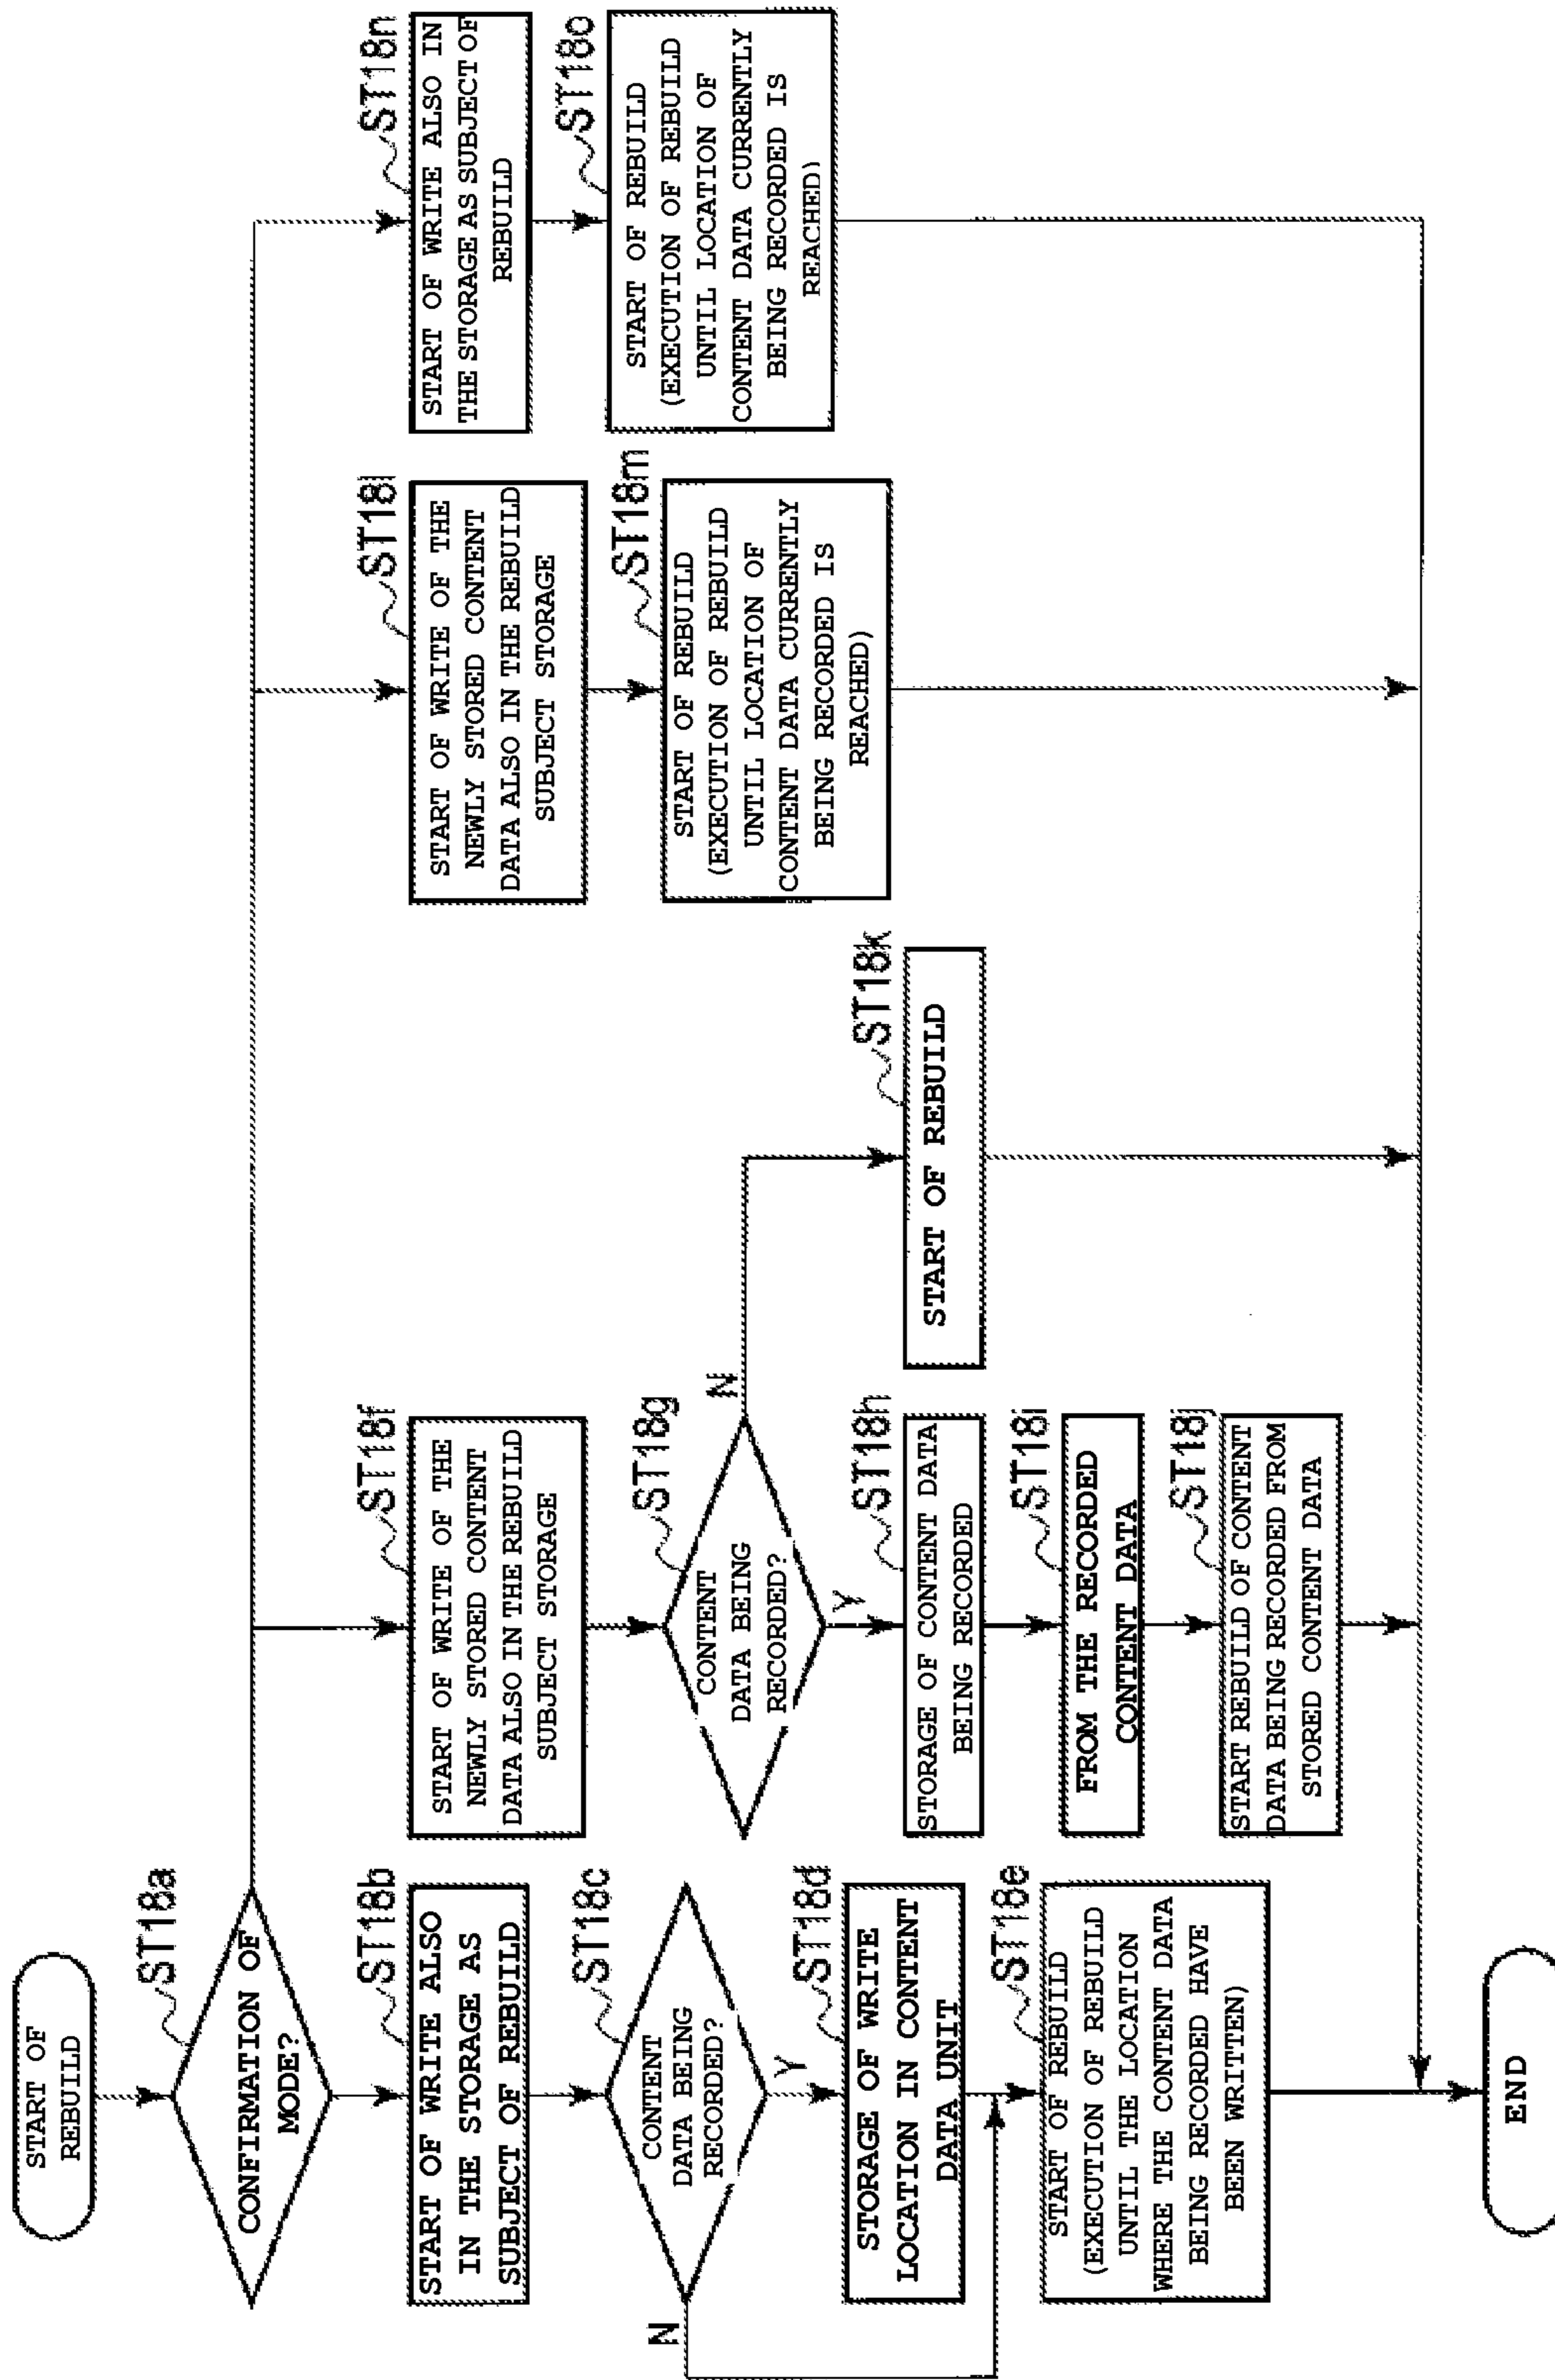 START OF
REBUILD
ST18a
CONFIRMATION OF
MODE?
ST18b
START OF WRITE ALSO
IN THE STORAGE AS
SUBJECT OF REBUILD
ST18c
CONTENT
DATA BEING
RECORDED?
N
Y
ST18d
STORAGE OF WRITE
LOCATION IN CONTENT
DATA UNIT
ST18e
START OF REBUILD
(EXECUTION OF REBUILD
UNTIL THE LOCATION
WHERE THE CONTENT DATA
BEING RECORDED HAVE
BEEN WRITTEN)
END
ST18f
START OF WRITE OF THE
NEWLY STORED CONTENT
DATA ALSO IN THE REBUILD
SUBJECT STORAGE
ST18g
CONTENT
DATA BEING
RECORDED?
N
Y
ST18h
STORAGE OF CONTENT DATA
BEING RECORDED
ST18i
FROM THE RECORDED
CONTENT DATA
ST18j
START REBUILD OF CONTENT
DATA BEING RECORDED FROM
STORED CONTENT DATA
ST18k
START OF REBUILD
ST18l
START OF WRITE OF THE
NEWLY STORED CONTENT
DATA ALSO IN THE REBUILD
SUBJECT STORAGE
ST18m
START OF REBUILD
(EXECUTION OF REBUILD
UNTIL LOCATION OF
CONTENT DATA CURRENTLY
BEING RECORDED IS
REACHED)
ST18n
START OF WRITE ALSO IN
THE STORAGE AS SUBJECT OF
REBUILD
ST18o
START OF REBUILD
(EXECUTION OF REBUILD
UNTIL LOCATION OF
CONTENT DATA CURRENTLY
BEING RECORDED IS
REACHED)